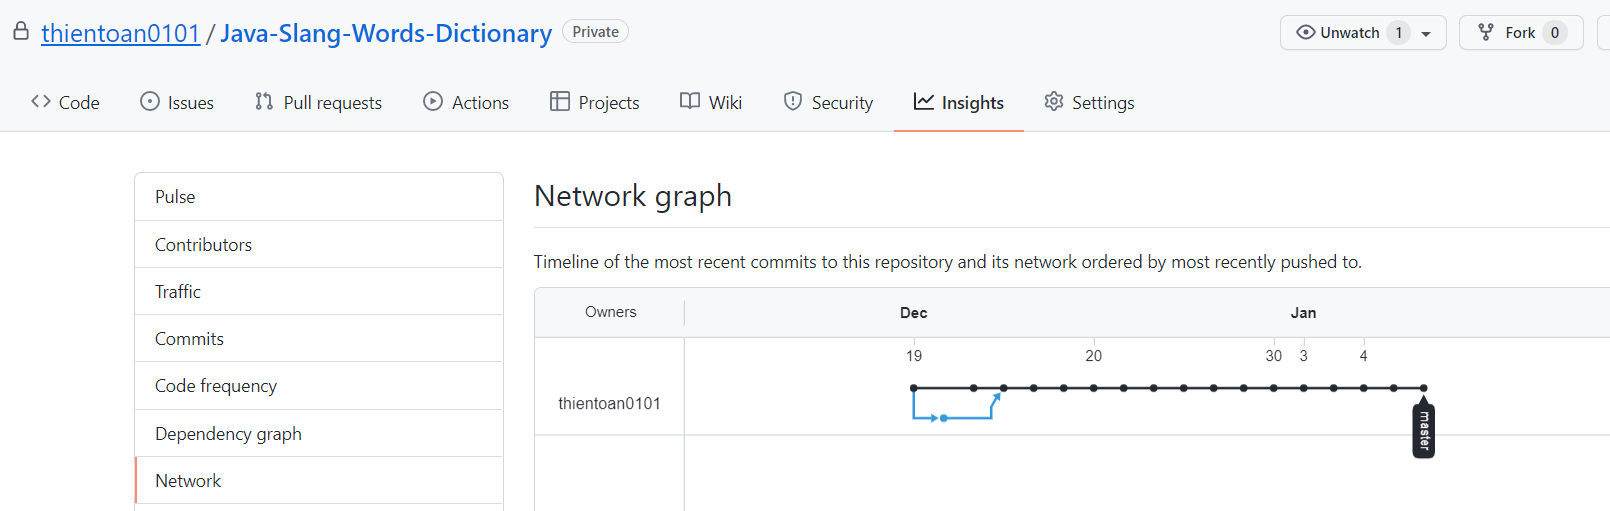 thientoan0101 / Java-Slang-Words-Dictionary Private Unwatch 1 Fork 0
Code Issues Pull requests Actions Projects Wiki Security Insights Settings
Pulse
Contributors
Traffic
Commits
Code frequency
Dependency graph
Network
Network graph
Timeline of the most recent commits to this repository and its network ordered by most recently pushed to.
Owners Dec Jan
19 20 30 3 4
thientoan0101
master